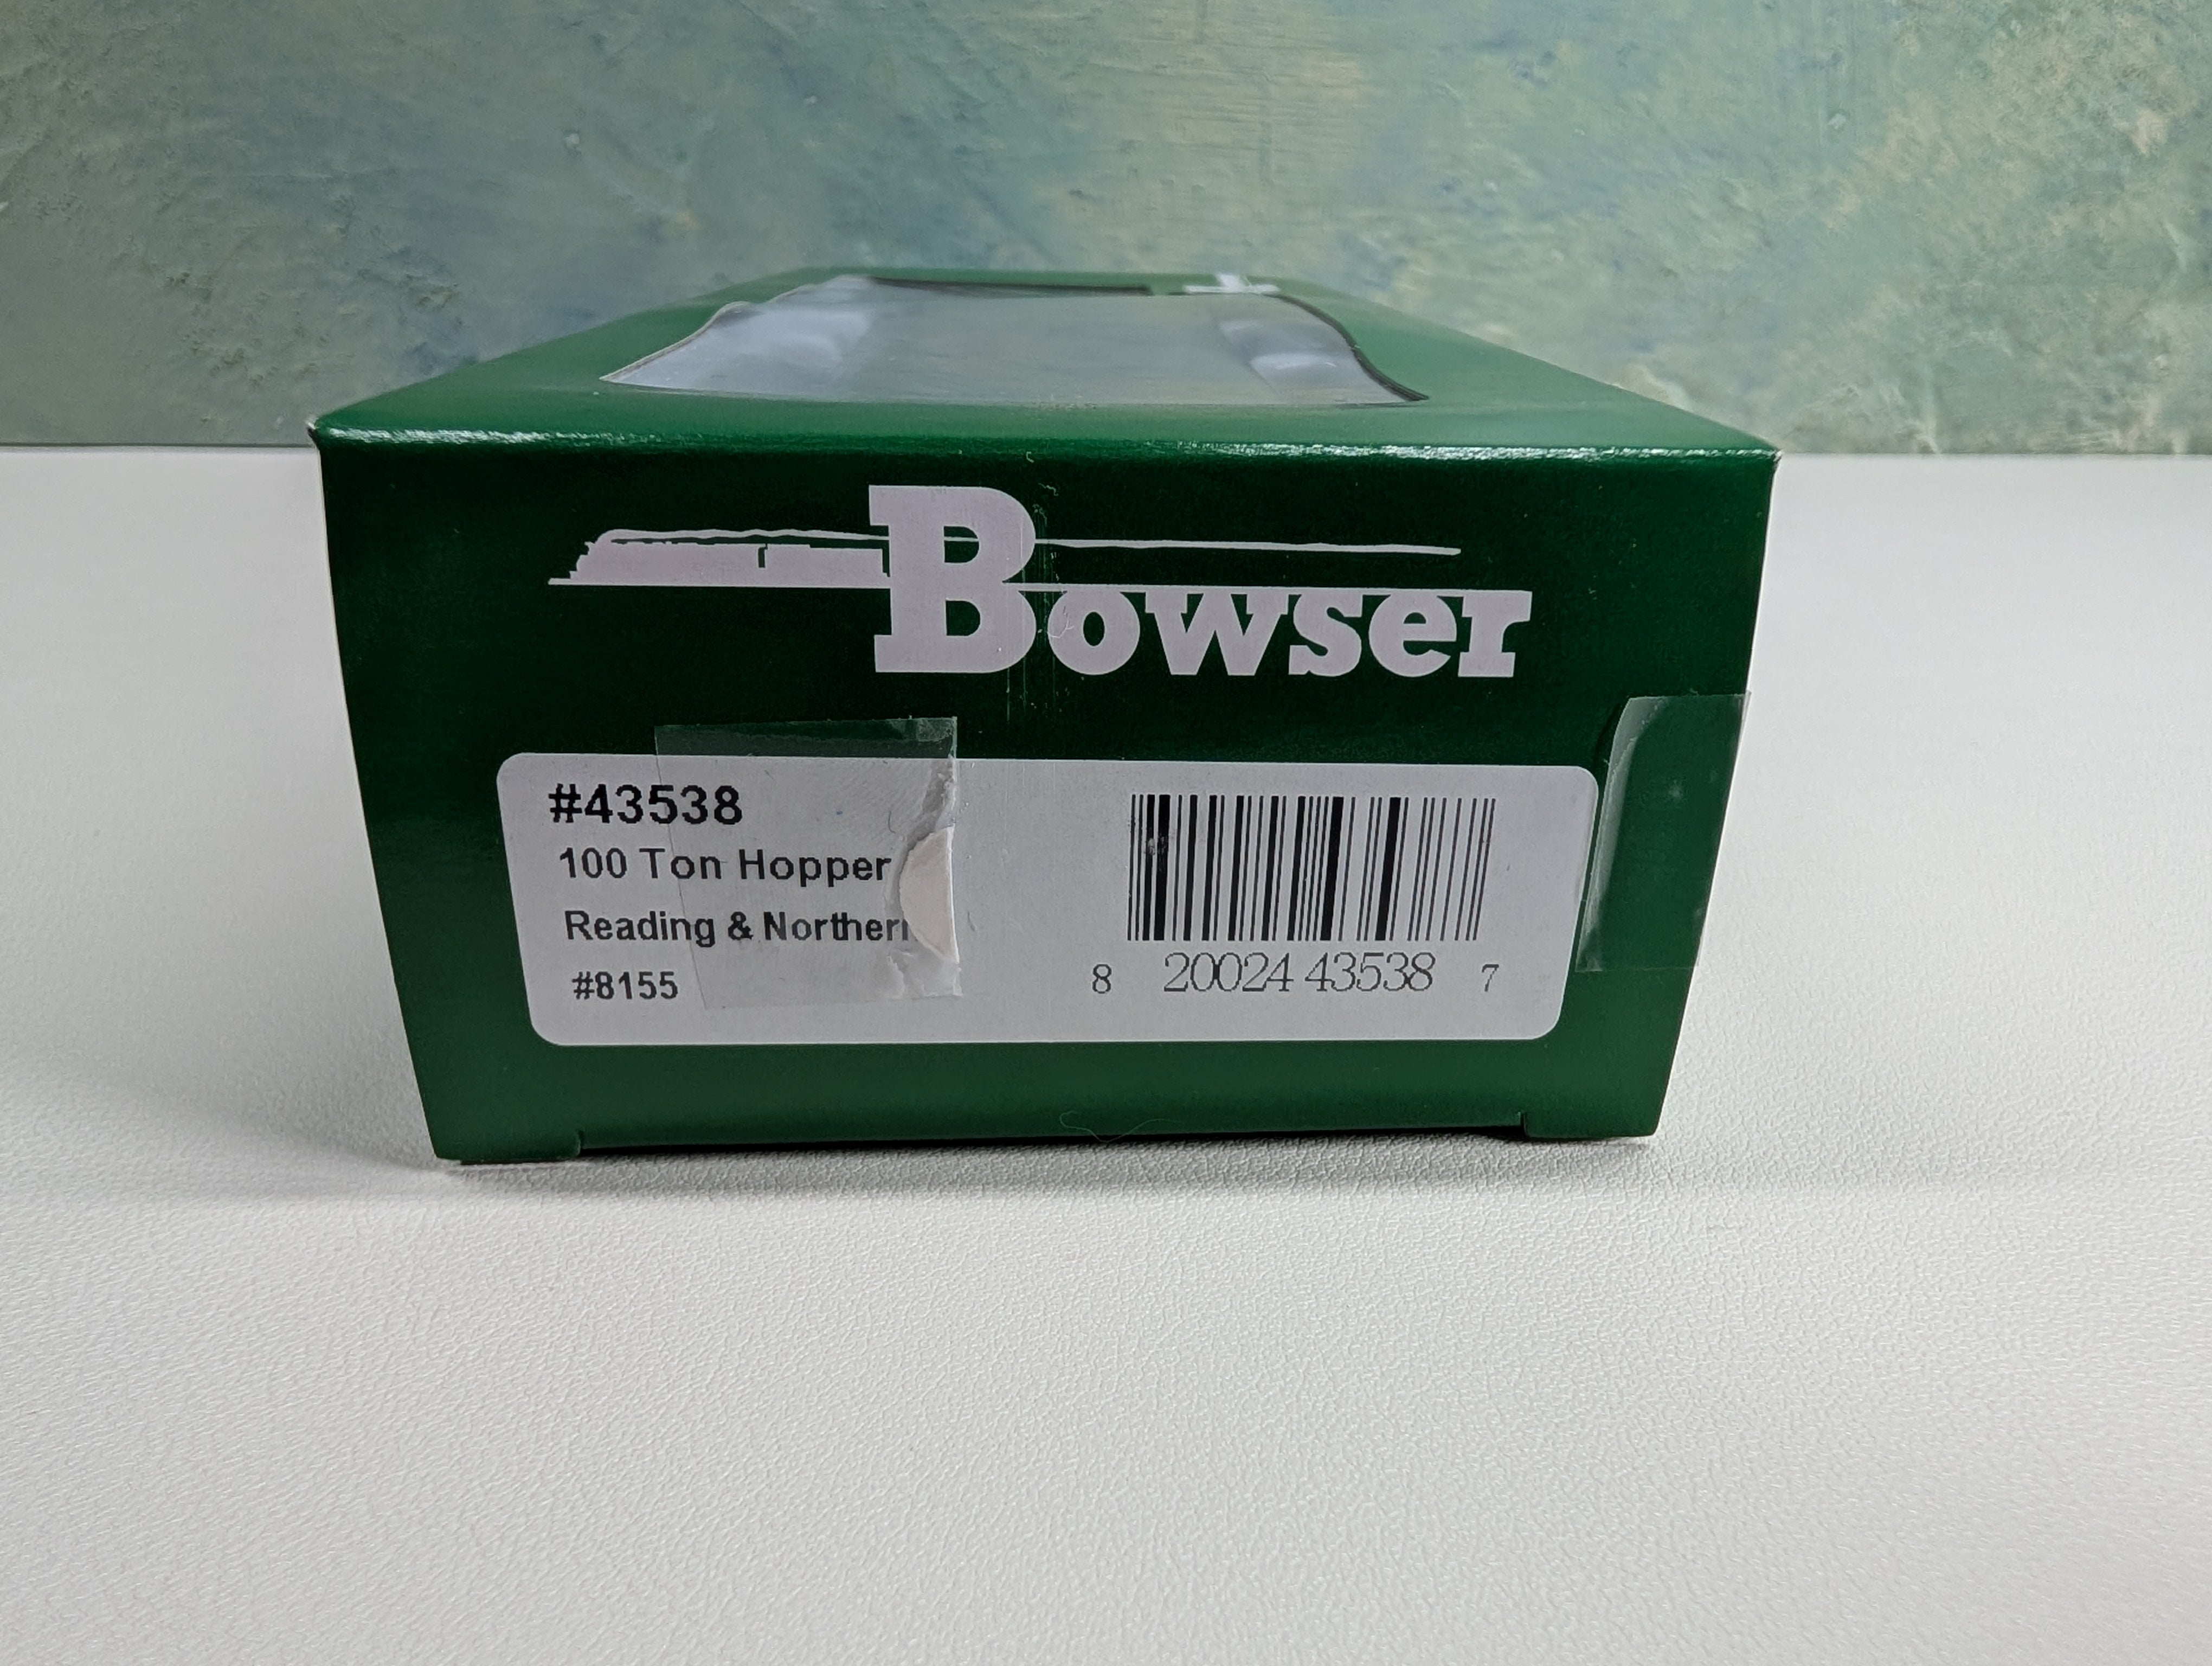 Bowser
#43538
100 Ton Hopper
Reading & Northern
#8155
8 20024 43538 7